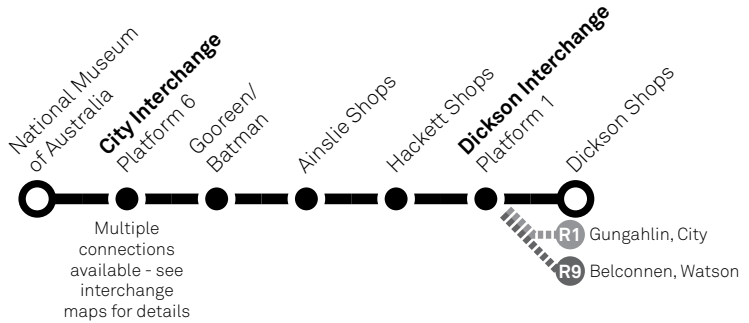 National Museum
of Australia
City Interchange
Platform 6
Gooreen/
Batman
Ainslie Shops
Hackett Shops
Dickson Interchange
Platform 1
Dickson Shops
Multiple
connections
available - see
interchange
maps for details
R1 Gungahlin, City
R9 Belconnen, Watson